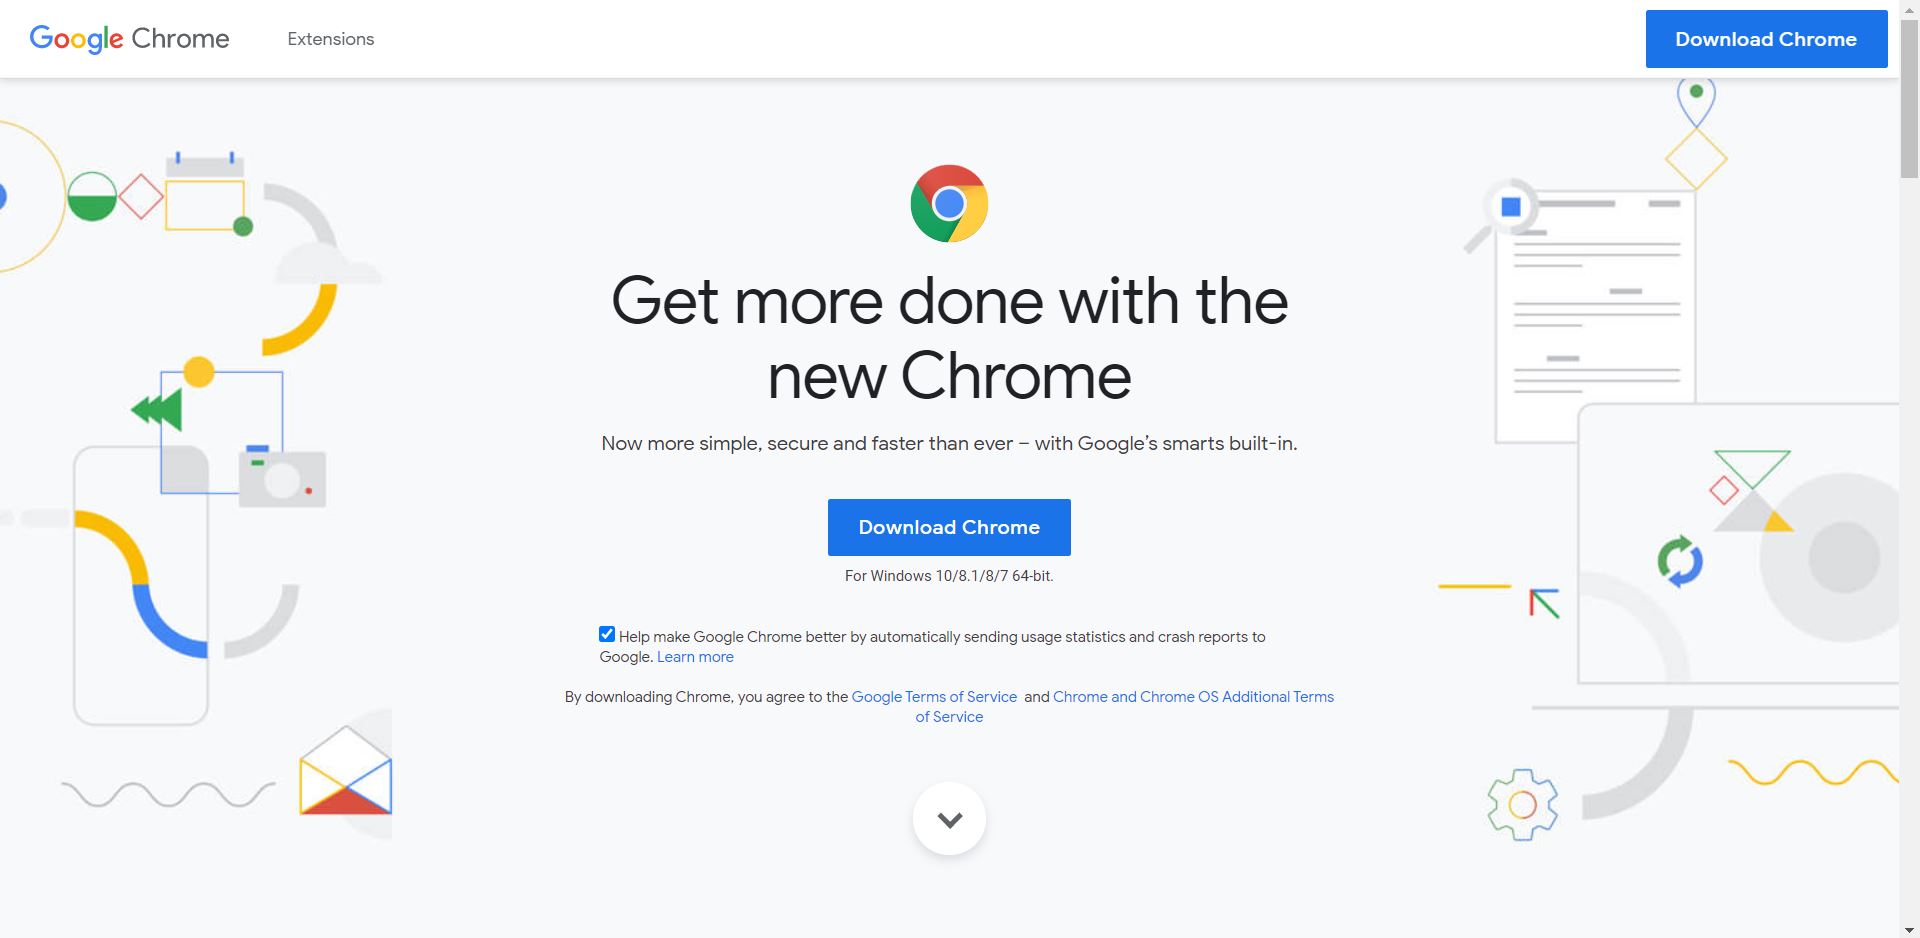 Google Chrome
Extensions
Download Chrome
Get more done with the
new Chrome
Now more simple, secure and faster than ever – with Google’s smarts built-in.
Download Chrome
For Windows 10/8.1/8/7 64-bit.
Help make Google Chrome better by automatically sending usage statistics and crash reports to
Google. Learn more
By downloading Chrome, you agree to the Google Terms of Service and Chrome and Chrome OS Additional Terms
of Service